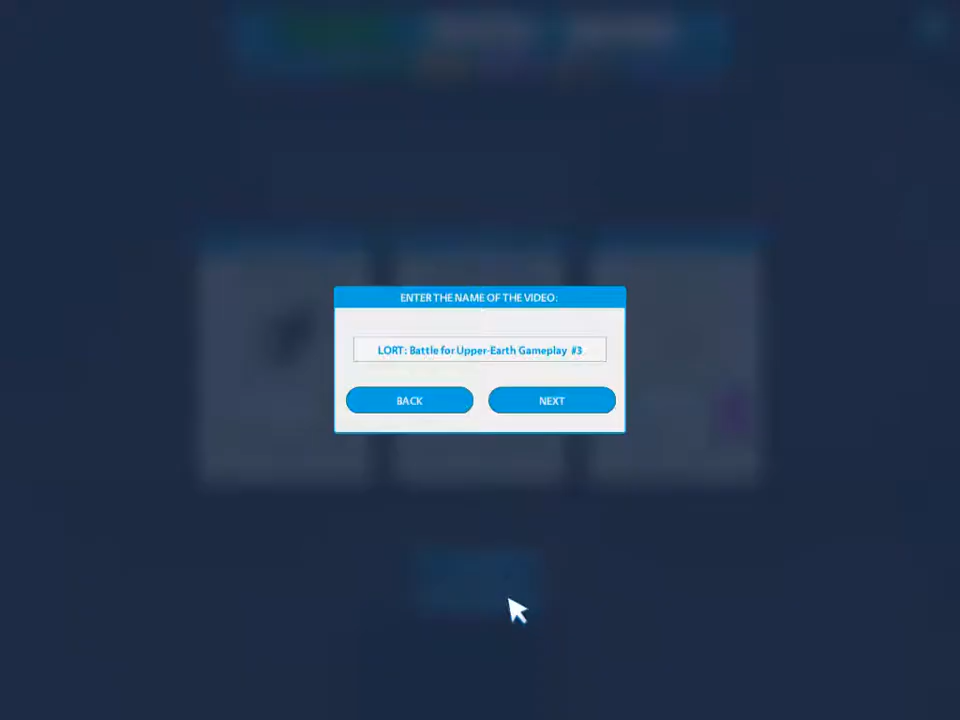 ENTER THE NAME OF THE VIDEO:
LORT: Battle for Upper-Earth Gameplay #3
BACK
NEXT